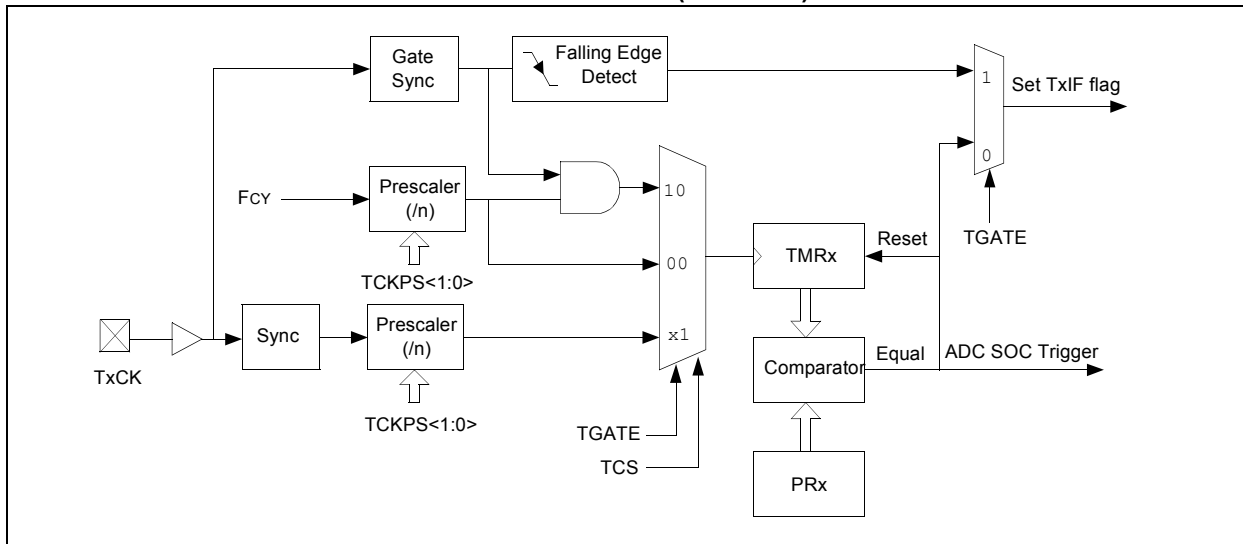 Gate
Sync
Falling Edge
Detect
1
Set TxIF flag
0
TGATE
FCY
Prescaler
(/n)
TCKPS<1:0>
10
00
x1
TMRx
Reset
TxCK
Sync
Prescaler
(/n)
TCKPS<1:0>
Comparator
Equal
ADC SOC Trigger
TGATE
TCS
PRx